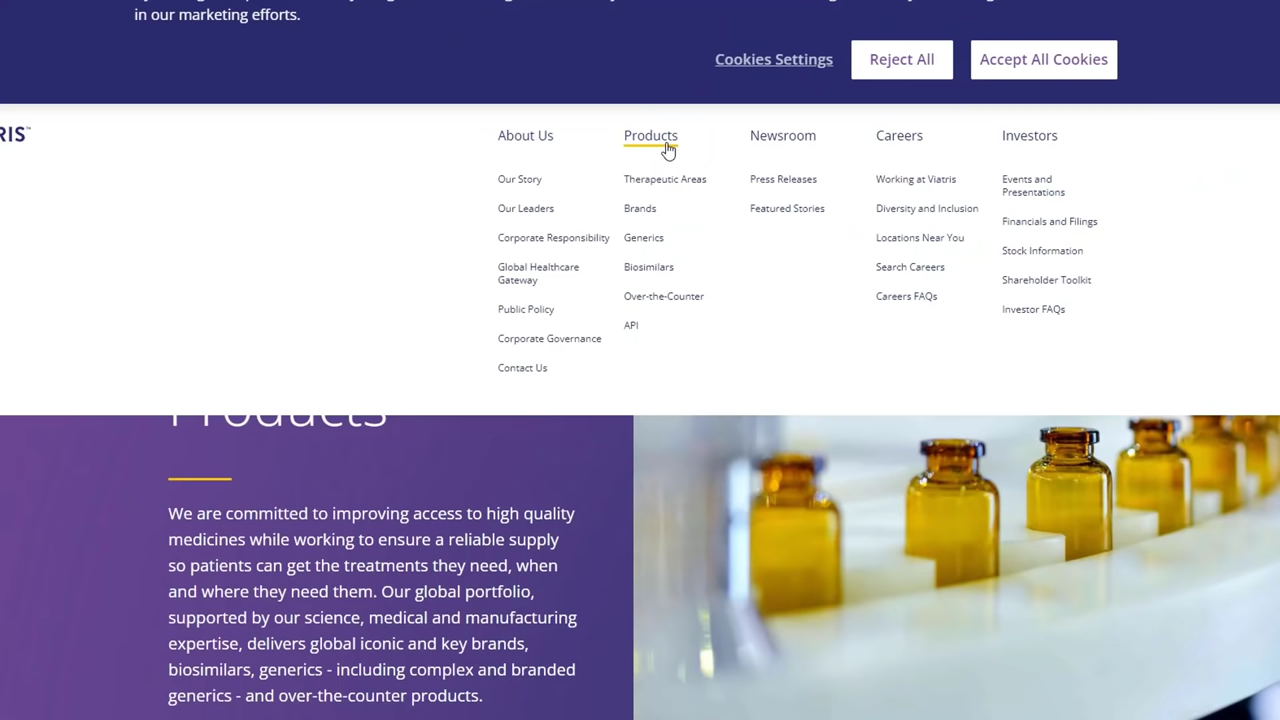 in our marketing efforts.
Cookies Settings
Reject All
Accept All Cookies
RIS™
About Us
Products
Newsroom
Careers
Investors
Our Story
Our Leaders
Corporate Responsibility
Global Healthcare
Gateway
Public Policy
Corporate Governance
Contact Us
Therapeutic Areas
Brands
Generics
Biosimilars
Over-the-Counter
API
Press Releases
Featured Stories
Working at Viatris
Diversity and Inclusion
Locations Near You
Search Careers
Careers FAQs
Events and
Presentations
Financials and Filings
Stock Information
Shareholder Toolkit
Investor FAQs
Products
We are committed to improving access to high quality
medicines while working to ensure a reliable supply
so patients can get the treatments they need, when
and where they need them. Our global portfolio,
supported by our science, medical and manufacturing
expertise, delivers global iconic and key brands,
biosimilars, generics - including complex and branded
generics - and over-the-counter products.